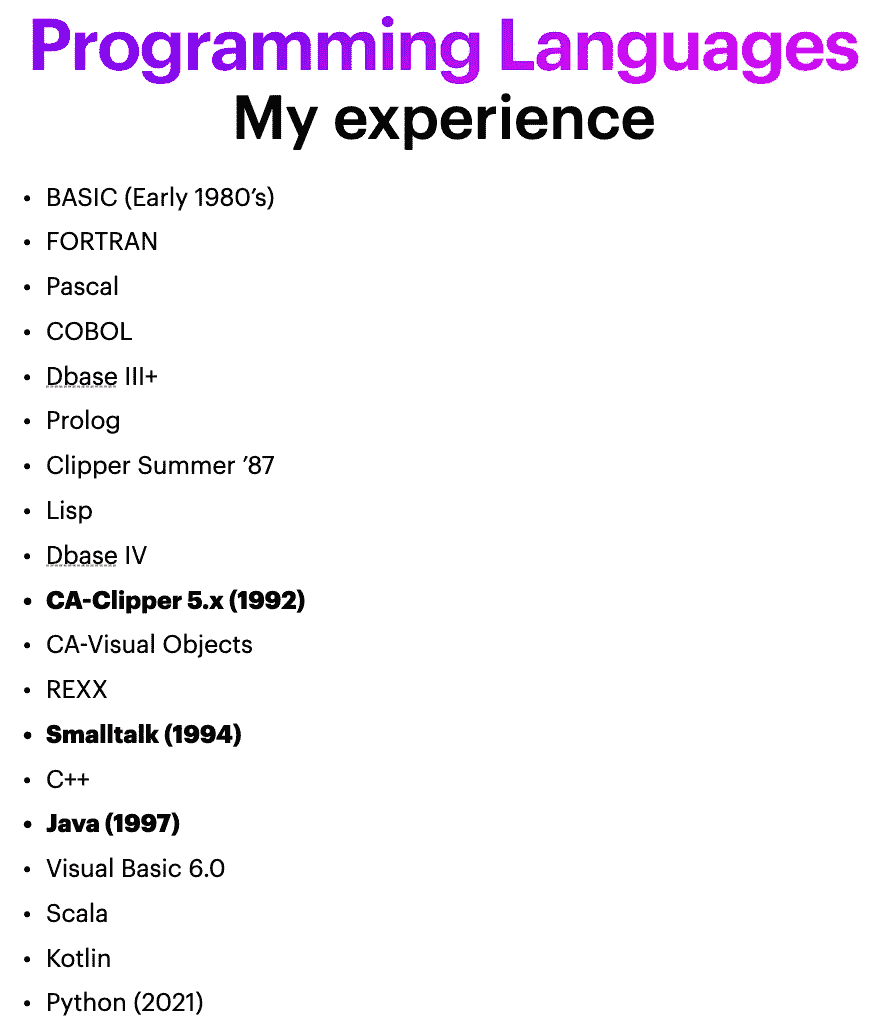 Programming Languages
My experience
• BASIC (Early 1980’s)
• FORTRAN
• Pascal
• COBOL
• Dbase III+
• Prolog
• Clipper Summer ’87
• Lisp
• Dbase IV
• CA-Clipper 5.x (1992)
• CA-Visual Objects
• REXX
• Smalltalk (1994)
• C++
• Java (1997)
• Visual Basic 6.0
• Scala
• Kotlin
• Python (2021)